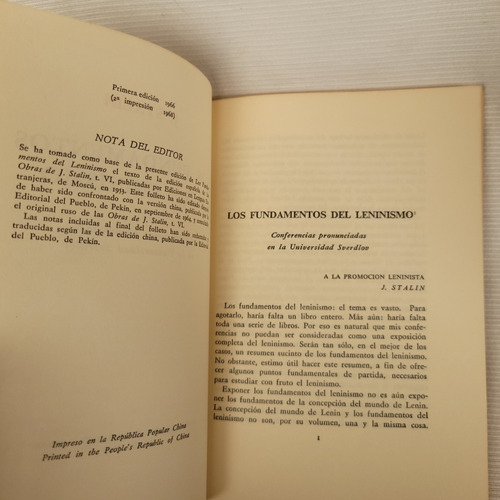 Primera edición 1966
(2ª impresión 1968)
NOTA DEL EDITOR
Se ha tomado como base de la presente edición de Los Funda-
mentos del Leninismo el texto de la edición española de las
Obras de J. Stalin, t. VI, publicadas por Ediciones en Lenguas Ex-
tranjeras, de Moscú, en 1953. Este folleto ha sido editado después
de haber sido confrontado con la versión china, publicada por la
Editorial del Pueblo, de Pekín, en septiembre de 1964, y consultado
el original ruso de las Obras de J. Stalin, t. VI.
Las notas incluidas al final del folleto han sido redactadas y
traducidas según las de la edición china, publicada por la Editorial
del Pueblo, de Pekín.
Impreso en la República Popular China
Printed in the People's Republic of China
LOS FUNDAMENTOS DEL LENINISMO¹
Conferencias pronunciadas
en la Universidad Sverdlov
A LA PROMOCION LENINISTA
J. STALIN
Los fundamentos del leninismo: el tema es vasto. Para
agotarlo, haría falta un libro entero. Más aún: haría falta
toda una serie de libros. Por eso es natural que mis con-
ferencias no puedan ser consideradas como una exposición
completa del leninismo. Serán tan sólo, en el mejor de los
casos, un resumen sucinto de los fundamentos del leninismo.
No obstante, estimo útil hacer este resumen, a fin de ofre-
cer algunos puntos fundamentales de partida, necesarios
para estudiar con fruto el leninismo.
Exponer los fundamentos del leninismo no es aún expo-
ner los fundamentos de la concepción del mundo de Lenin.
La concepción del mundo de Lenin y los fundamentos del
leninismo no son, por su volumen, una y la misma cosa.
1